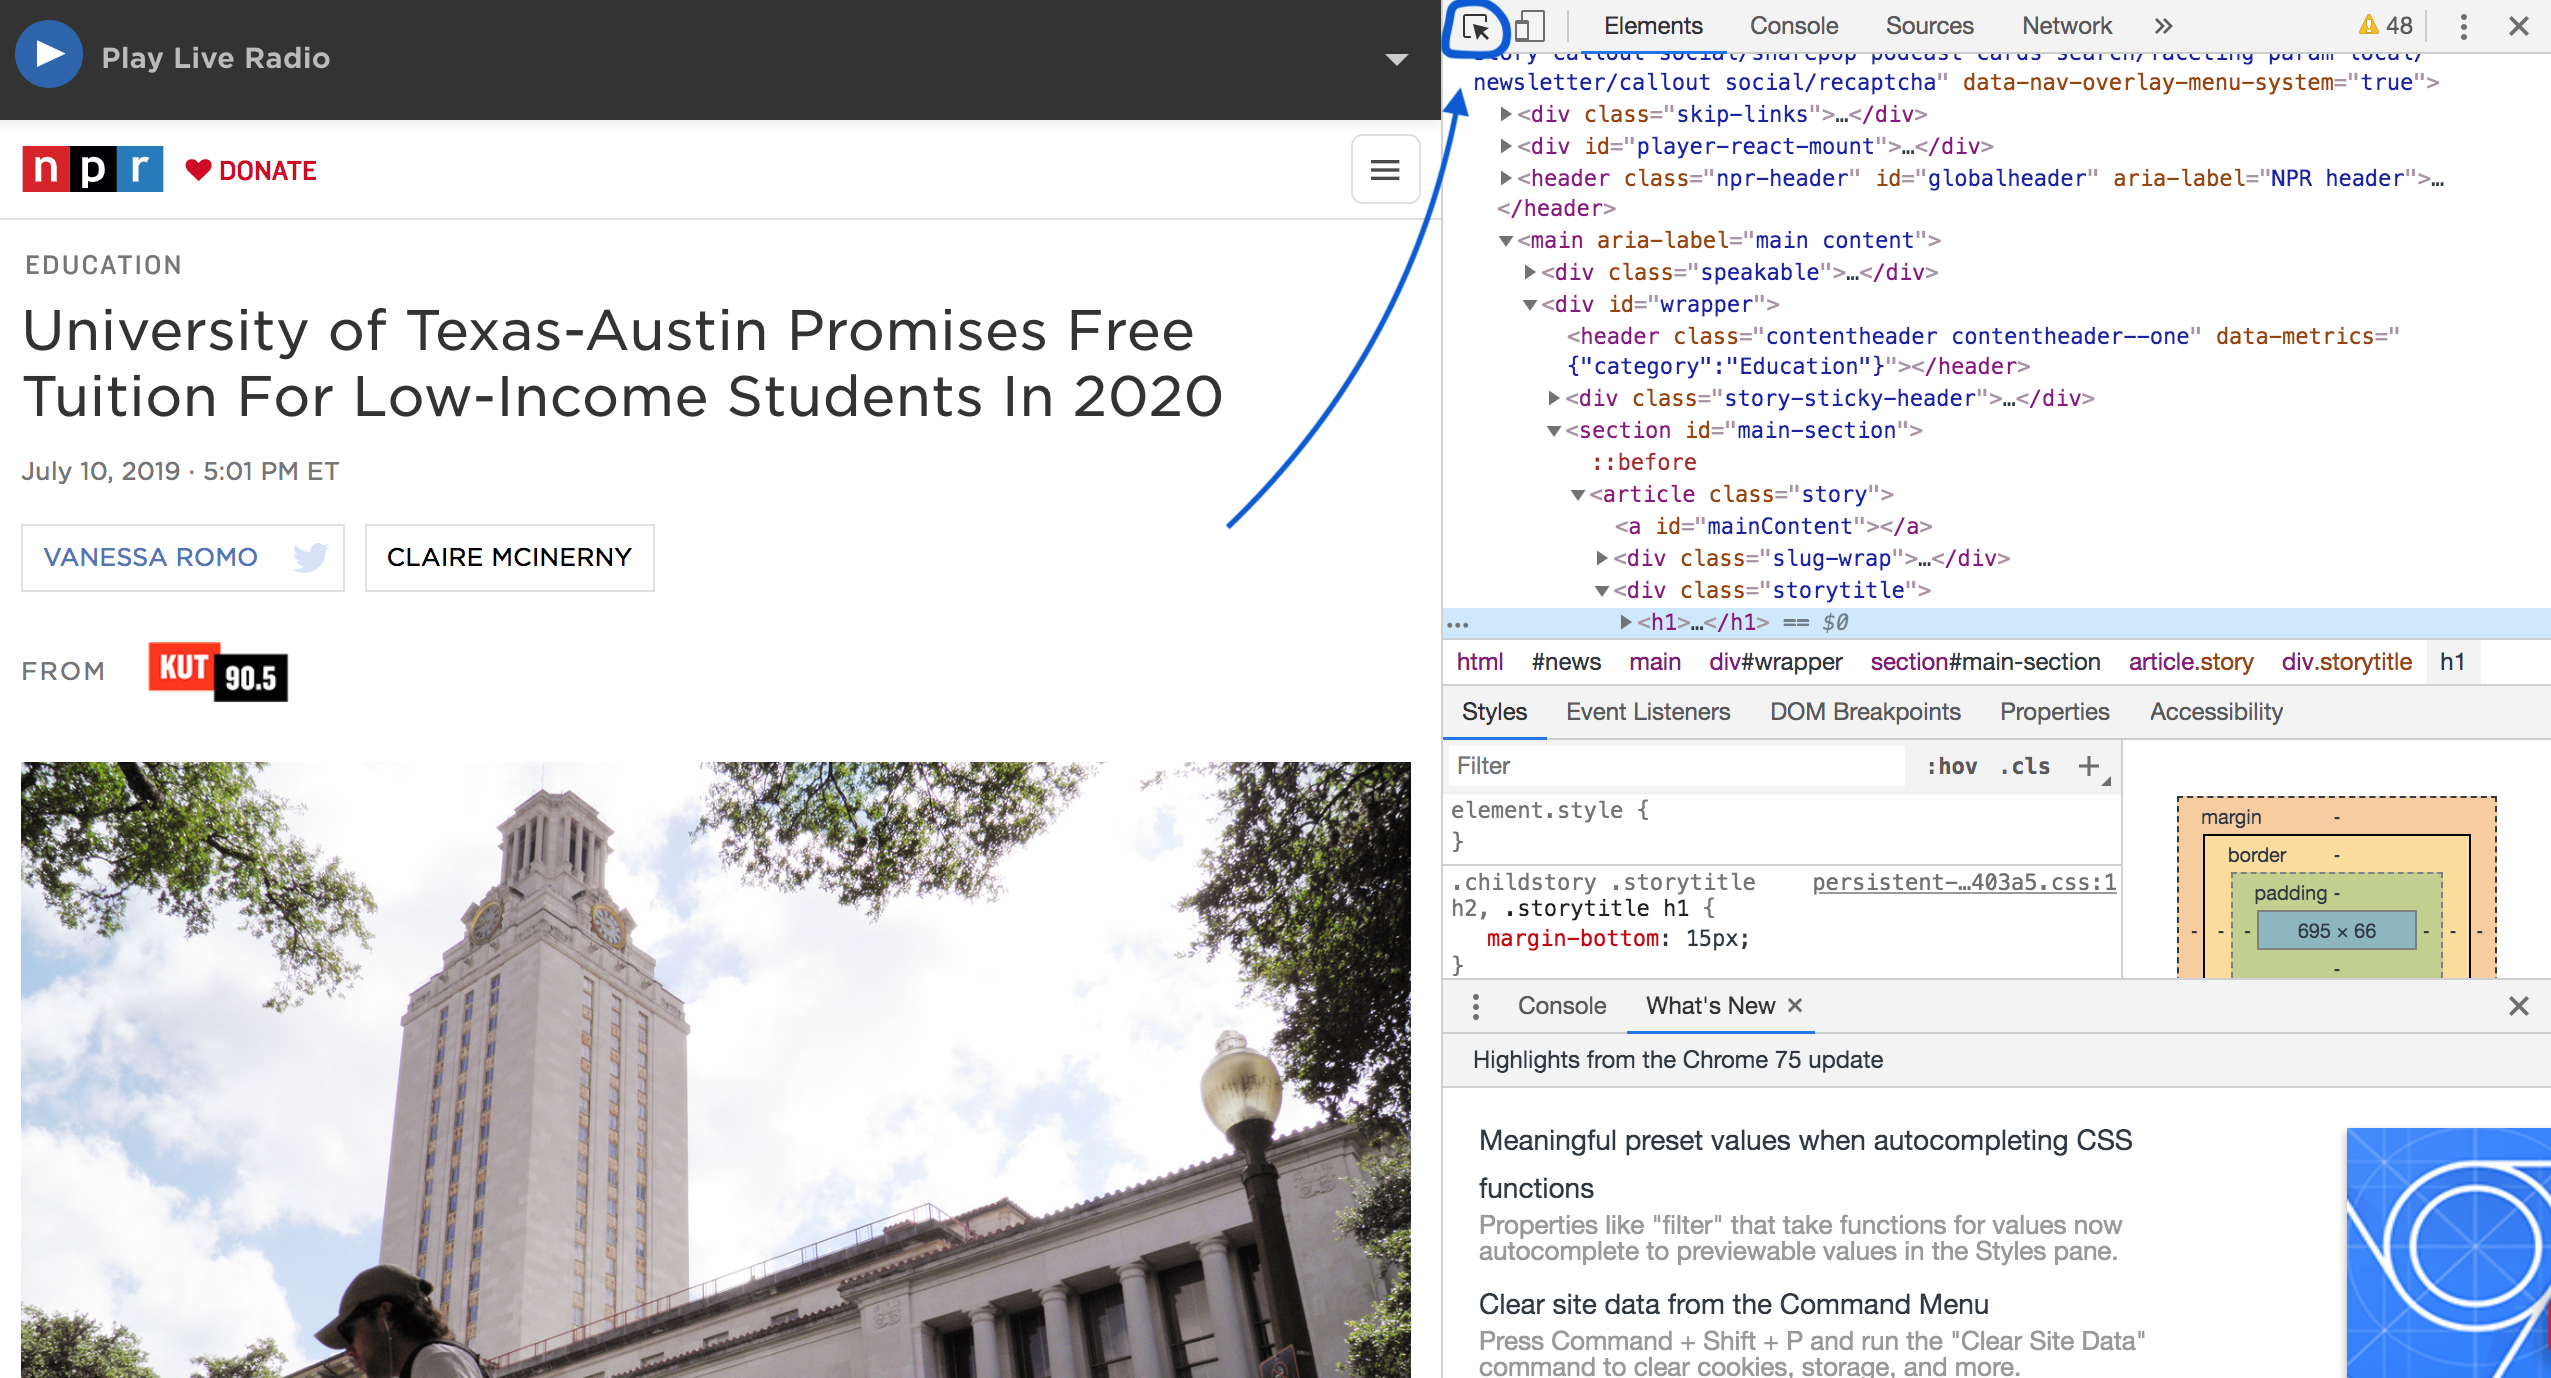 Play Live Radio
npr DONATE
EDUCATION
University of Texas-Austin Promises Free
Tuition For Low-Income Students In 2020
July 10, 2019 · 5:01 PM ET
VANESSA ROMO CLAIRE MCINERNY
FROM KUT 90.5
Elements Console Sources Network » 48
story callout social/sharepop podcast cards search/faceting param local/
newsletter/callout social/recaptcha" data-nav-overlay-menu-system="true">
<div class="skip-links">…</div>
<div id="player-react-mount">…</div>
<header class="npr-header" id="globalheader" aria-label="NPR header">…
</header>
<main aria-label="main content">
<div class="speakable">…</div>
<div id="wrapper">
<header class="contentheader contentheader--one" data-metrics="
{"category":"Education"}"></header>
<div class="story-sticky-header">…</div>
<section id="main-section">
::before
<article class="story">
<a id="mainContent"></a>
<div class="slug-wrap">…</div>
<div class="storytitle">
… <h1>…</h1> == $0
html #news main div#wrapper section#main-section article.story div.storytitle h1
Styles Event Listeners DOM Breakpoints Properties Accessibility
Filter :hov .cls +
element.style {
}
.childstory .storytitle persistent-…403a5.css:1
h2, .storytitle h1 {
margin-bottom: 15px;
}
margin -
border -
padding -
- - - 695 × 66 - - -
-
Console What's New ×
Highlights from the Chrome 75 update
Meaningful preset values when autocompleting CSS
functions
Properties like "filter" that take functions for values now
autocomplete to previewable values in the Styles pane.
Clear site data from the Command Menu
Press Command + Shift + P and run the "Clear Site Data"
command to clear cookies, storage, and more.